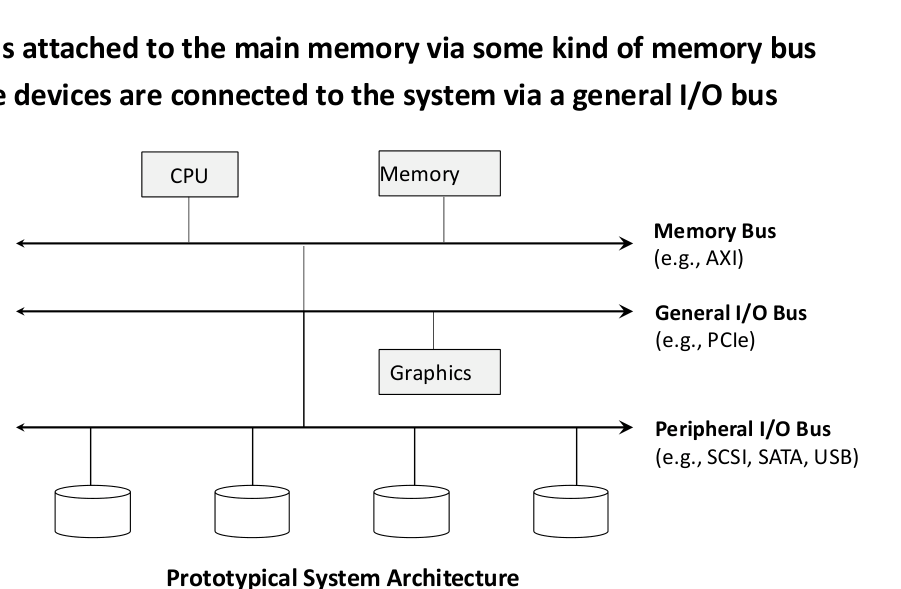 s attached to the main memory via some kind of memory bus
e devices are connected to the system via a general I/O bus
CPU
Memory
Memory Bus
(e.g., AXI)
General I/O Bus
(e.g., PCIe)
Graphics
Peripheral I/O Bus
(e.g., SCSI, SATA, USB)
Prototypical System Architecture